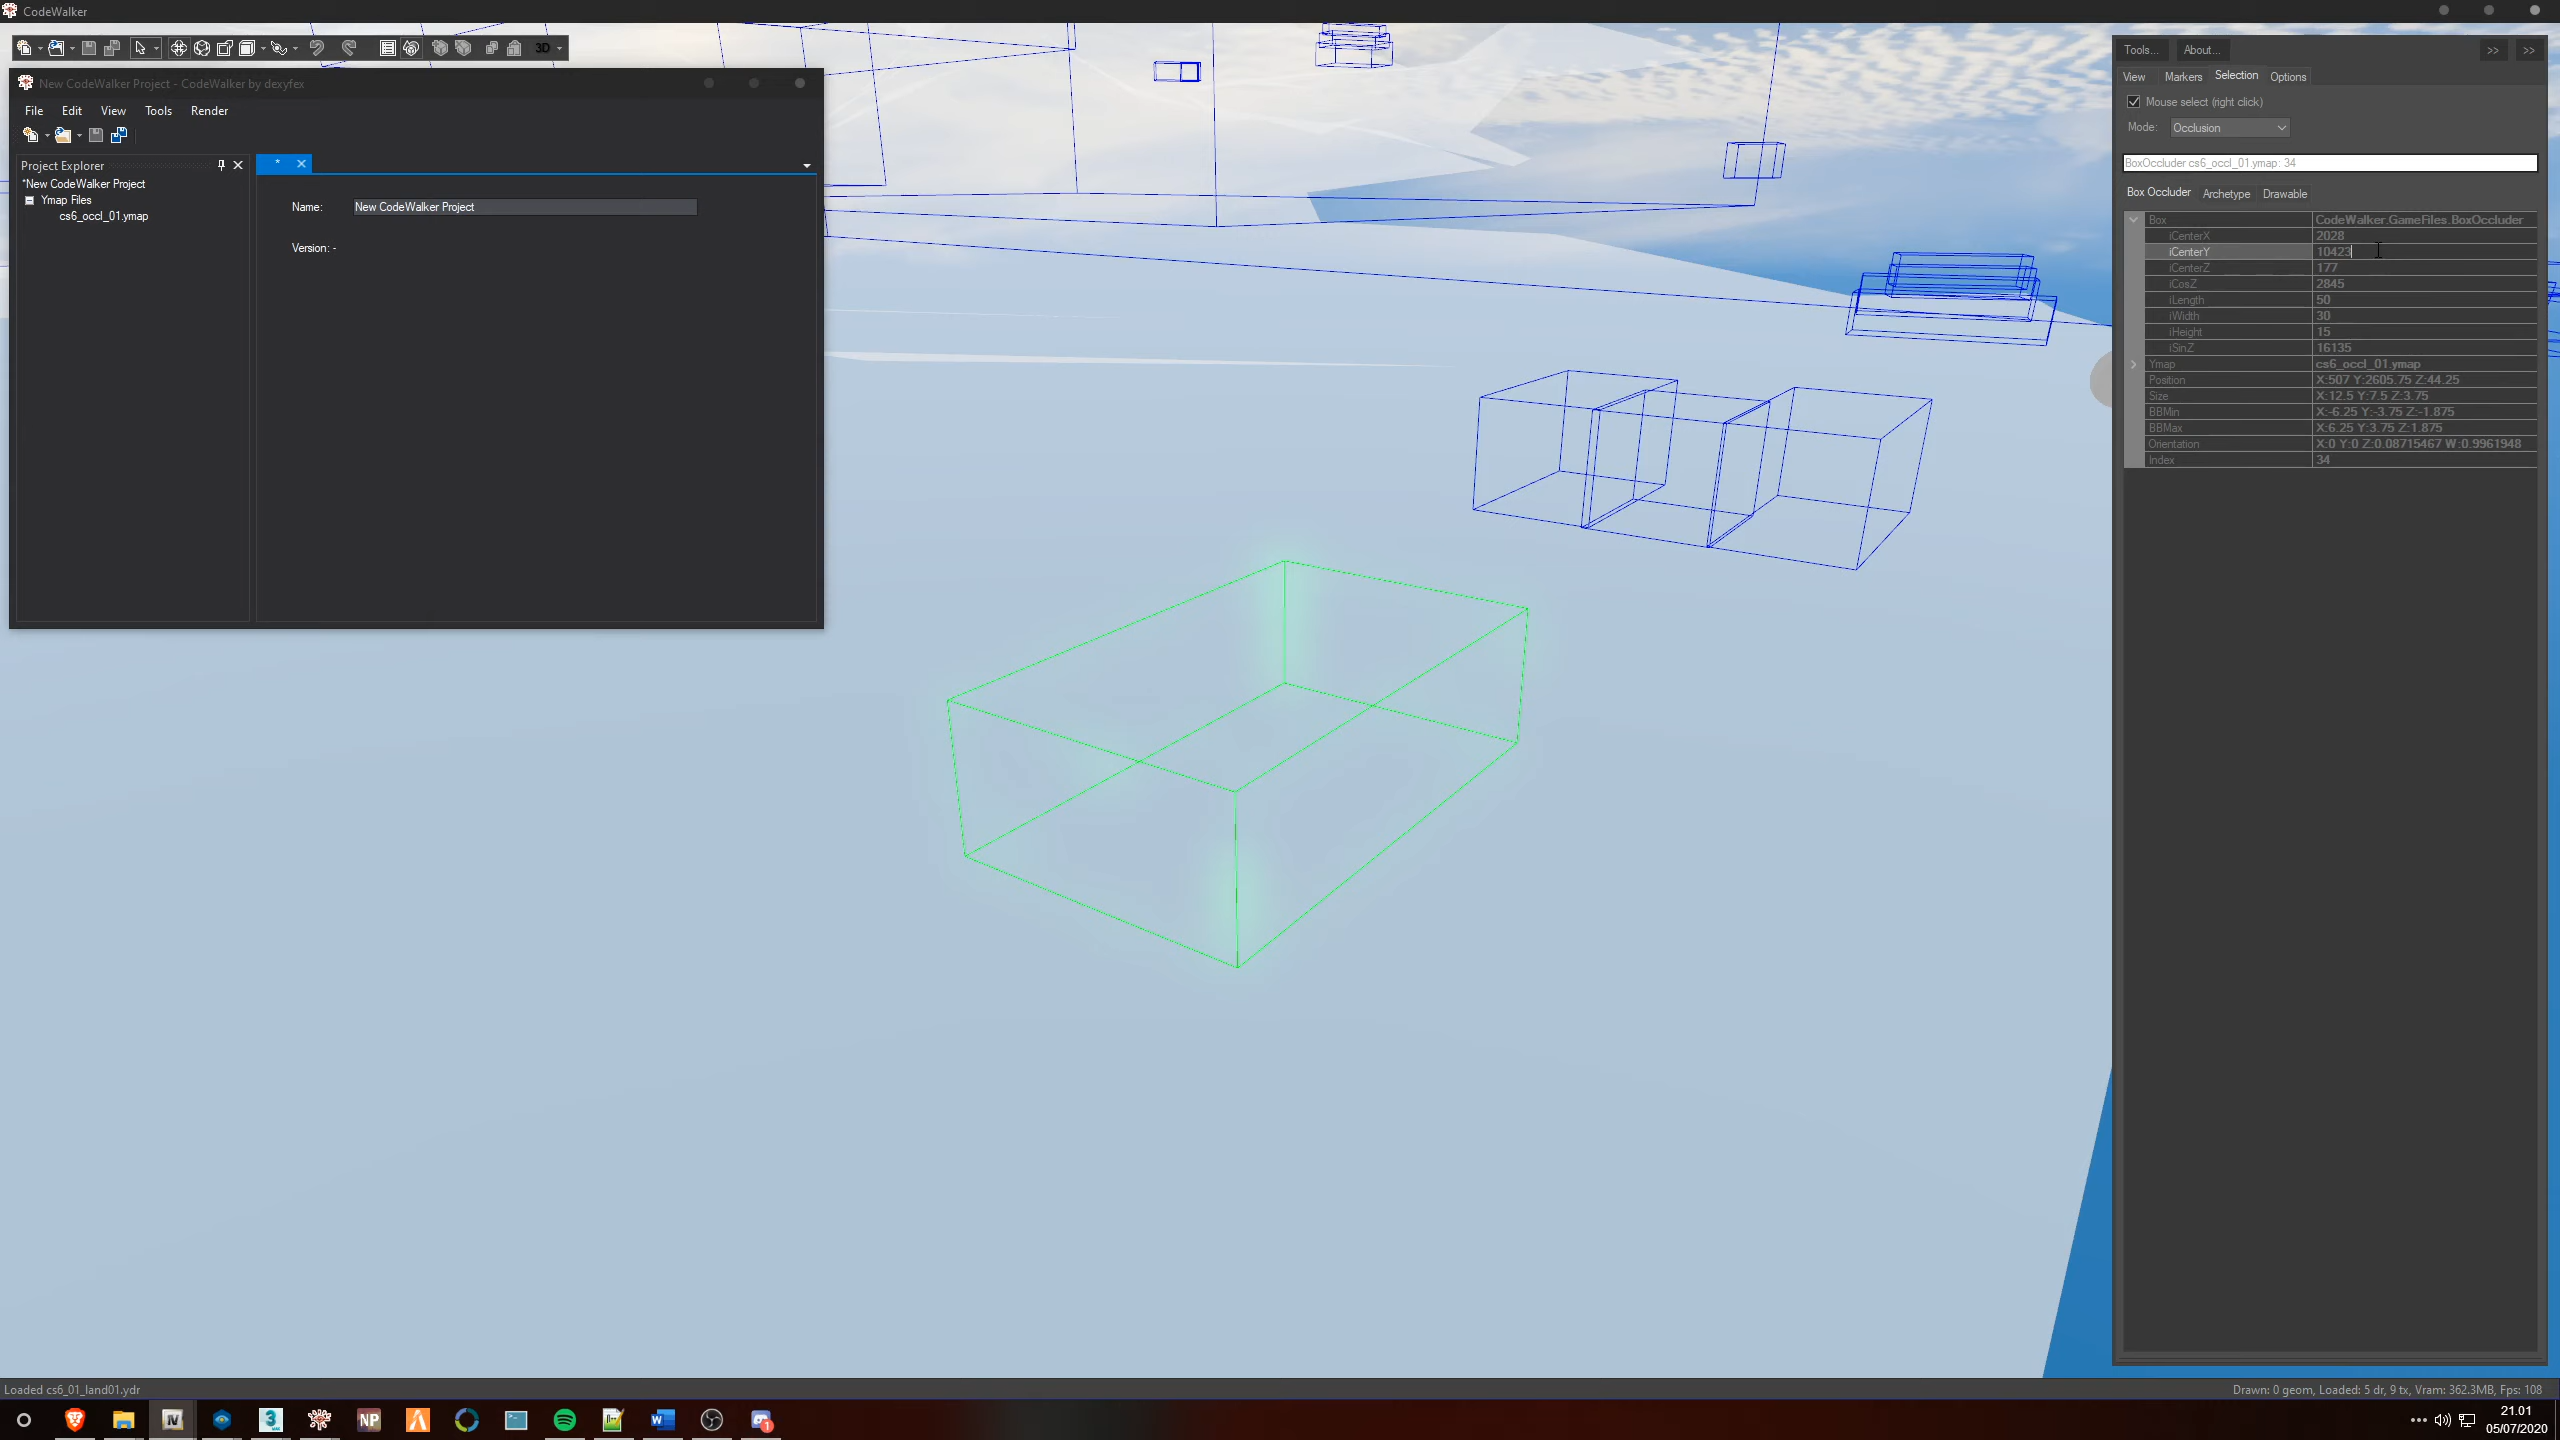 CodeWalker
3D
New CodeWalker Project - CodeWalker by dexyfex
File Edit View Tools Render
Project Explorer
*New CodeWalker Project
Ymap Files
cs6_occl_01.ymap
*
Name: New CodeWalker Project
Version: -
Tools... About... >> >>
View Markers Selection Options
Mouse select (right click)
Mode: Occlusion
BoxOccluder cs6_occl_01.ymap: 34
Box Occluder Archetype Drawable
Box CodeWalker.GameFiles.BoxOccluder
iCenterX 2028
iCenterY 10423
iCenterZ 177
iCosZ 2845
iLength 50
iWidth 30
iHeight 15
iSinZ 16135
Ymap cs6_occl_01.ymap
Position X:507 Y:2605.75 Z:44.25
Size X:12.5 Y:7.5 Z:3.75
BBMin X:-6.25 Y:-3.75 Z:-1.875
BBMax X:6.25 Y:3.75 Z:1.875
Orientation X:0 Y:0 Z:0.08715467 W:0.9961948
Index 34
Loaded cs6_01_land01.ydr
Drawn: 0 geom, Loaded: 5 dr, 9 tx, Vram: 362.3MB, Fps: 108
IV 3 NP W 1
21.01
05/07/2020